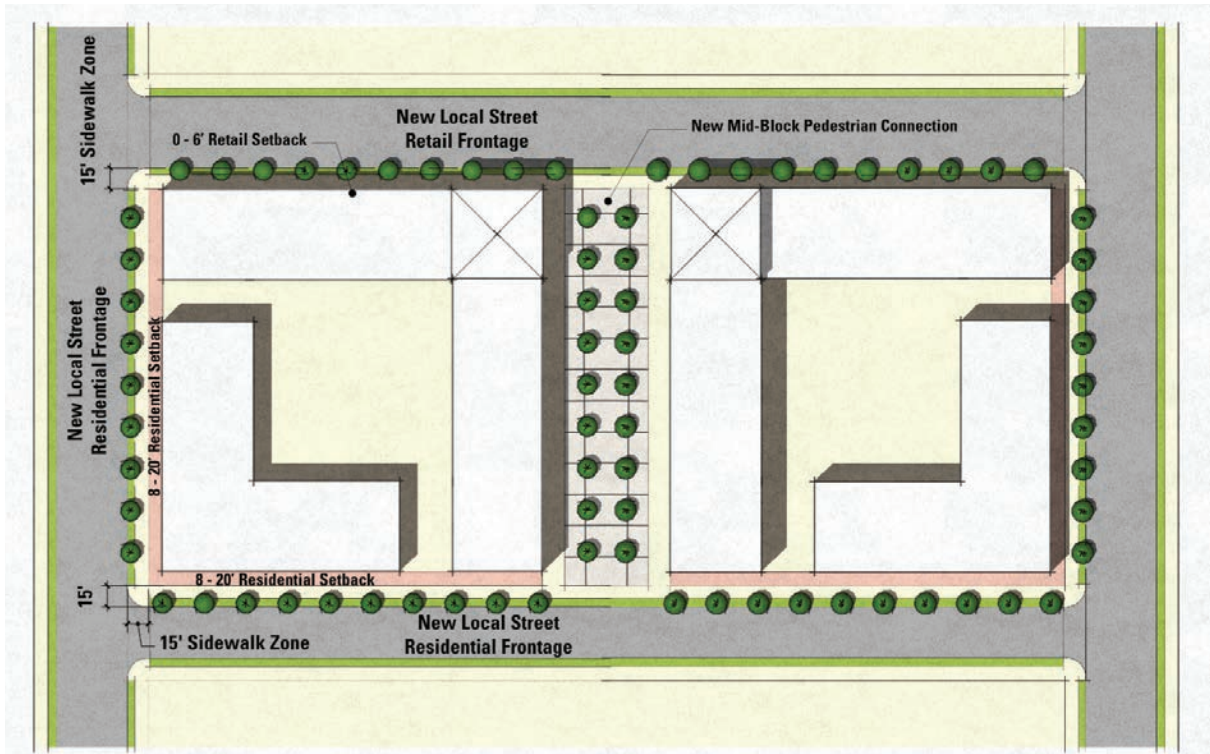 15' Sidewalk Zone
New Local Street
Retail Frontage
0 - 6' Retail Setback
New Mid-Block Pedestrian Connection
New Local Street
Residential Frontage
8 - 20' Residential Setback
8 - 20' Residential Setback
15'
15' Sidewalk Zone
New Local Street
Residential Frontage